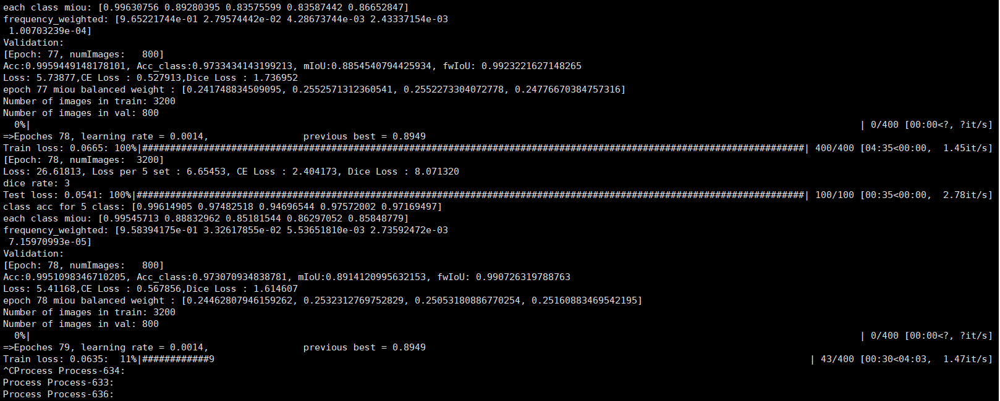 each class miou: [0.99630756 0.89280395 0.83575599 0.83587442 0.86652847]
frequency_weighted: [9.65221744e-01 2.79574442e-02 4.28673744e-03 2.43337154e-03
 1.00703239e-04]
Validation:
[Epoch: 77, numImages:   800]
Acc:0.9959449148178101, Acc_class:0.9733434143199213, mIoU:0.8854540794425934, fwIoU: 0.9923221627148265
Loss: 5.73877,CE Loss : 0.527913,Dice Loss : 1.736952
epoch 77 miou balanced weight : [0.241748834509095, 0.2552571312360541, 0.2552273304072778, 0.24776670384757316]
Number of images in train: 3200
Number of images in val: 800
  0%| | 0/400 [00:00<?, ?it/s]
=>Epoches 78, learning rate = 0.0014,                 previous best = 0.8949
Train loss: 0.0665: 100%|#######################################################################################################################| 400/400 [04:35<00:00,  1.45it/s]
[Epoch: 78, numImages:  3200]
Loss: 26.61813, Loss per 5 set : 6.65453, CE Loss : 2.404173, Dice Loss : 8.071320
dice rate: 3
Test loss: 0.0541: 100%|########################################################################################################################| 100/100 [00:35<00:00,  2.78it/s]
class acc for 5 class: [0.99614905 0.97482518 0.94696544 0.97572002 0.97169497]
each class miou: [0.99545713 0.88832962 0.85181544 0.86297052 0.85848779]
frequency_weighted: [9.58394175e-01 3.32617855e-02 5.53651810e-03 2.73592472e-03
 7.15970993e-05]
Validation:
[Epoch: 78, numImages:   800]
Acc:0.9951098346710205, Acc_class:0.973070934838781, mIoU:0.8914120995632153, fwIoU: 0.990726319788763
Loss: 5.41168,CE Loss : 0.567856,Dice Loss : 1.614607
epoch 78 miou balanced weight : [0.24462807946159262, 0.2532312769752829, 0.25053180886770254, 0.25160883469542195]
Number of images in train: 3200
Number of images in val: 800
  0%| | 0/400 [00:00<?, ?it/s]
=>Epoches 79, learning rate = 0.0014,                 previous best = 0.8949
Train loss: 0.0635:  11%|############9 | 43/400 [00:30<04:03,  1.47it/s]
^CProcess Process-634:
Process Process-633:
Process Process-636: